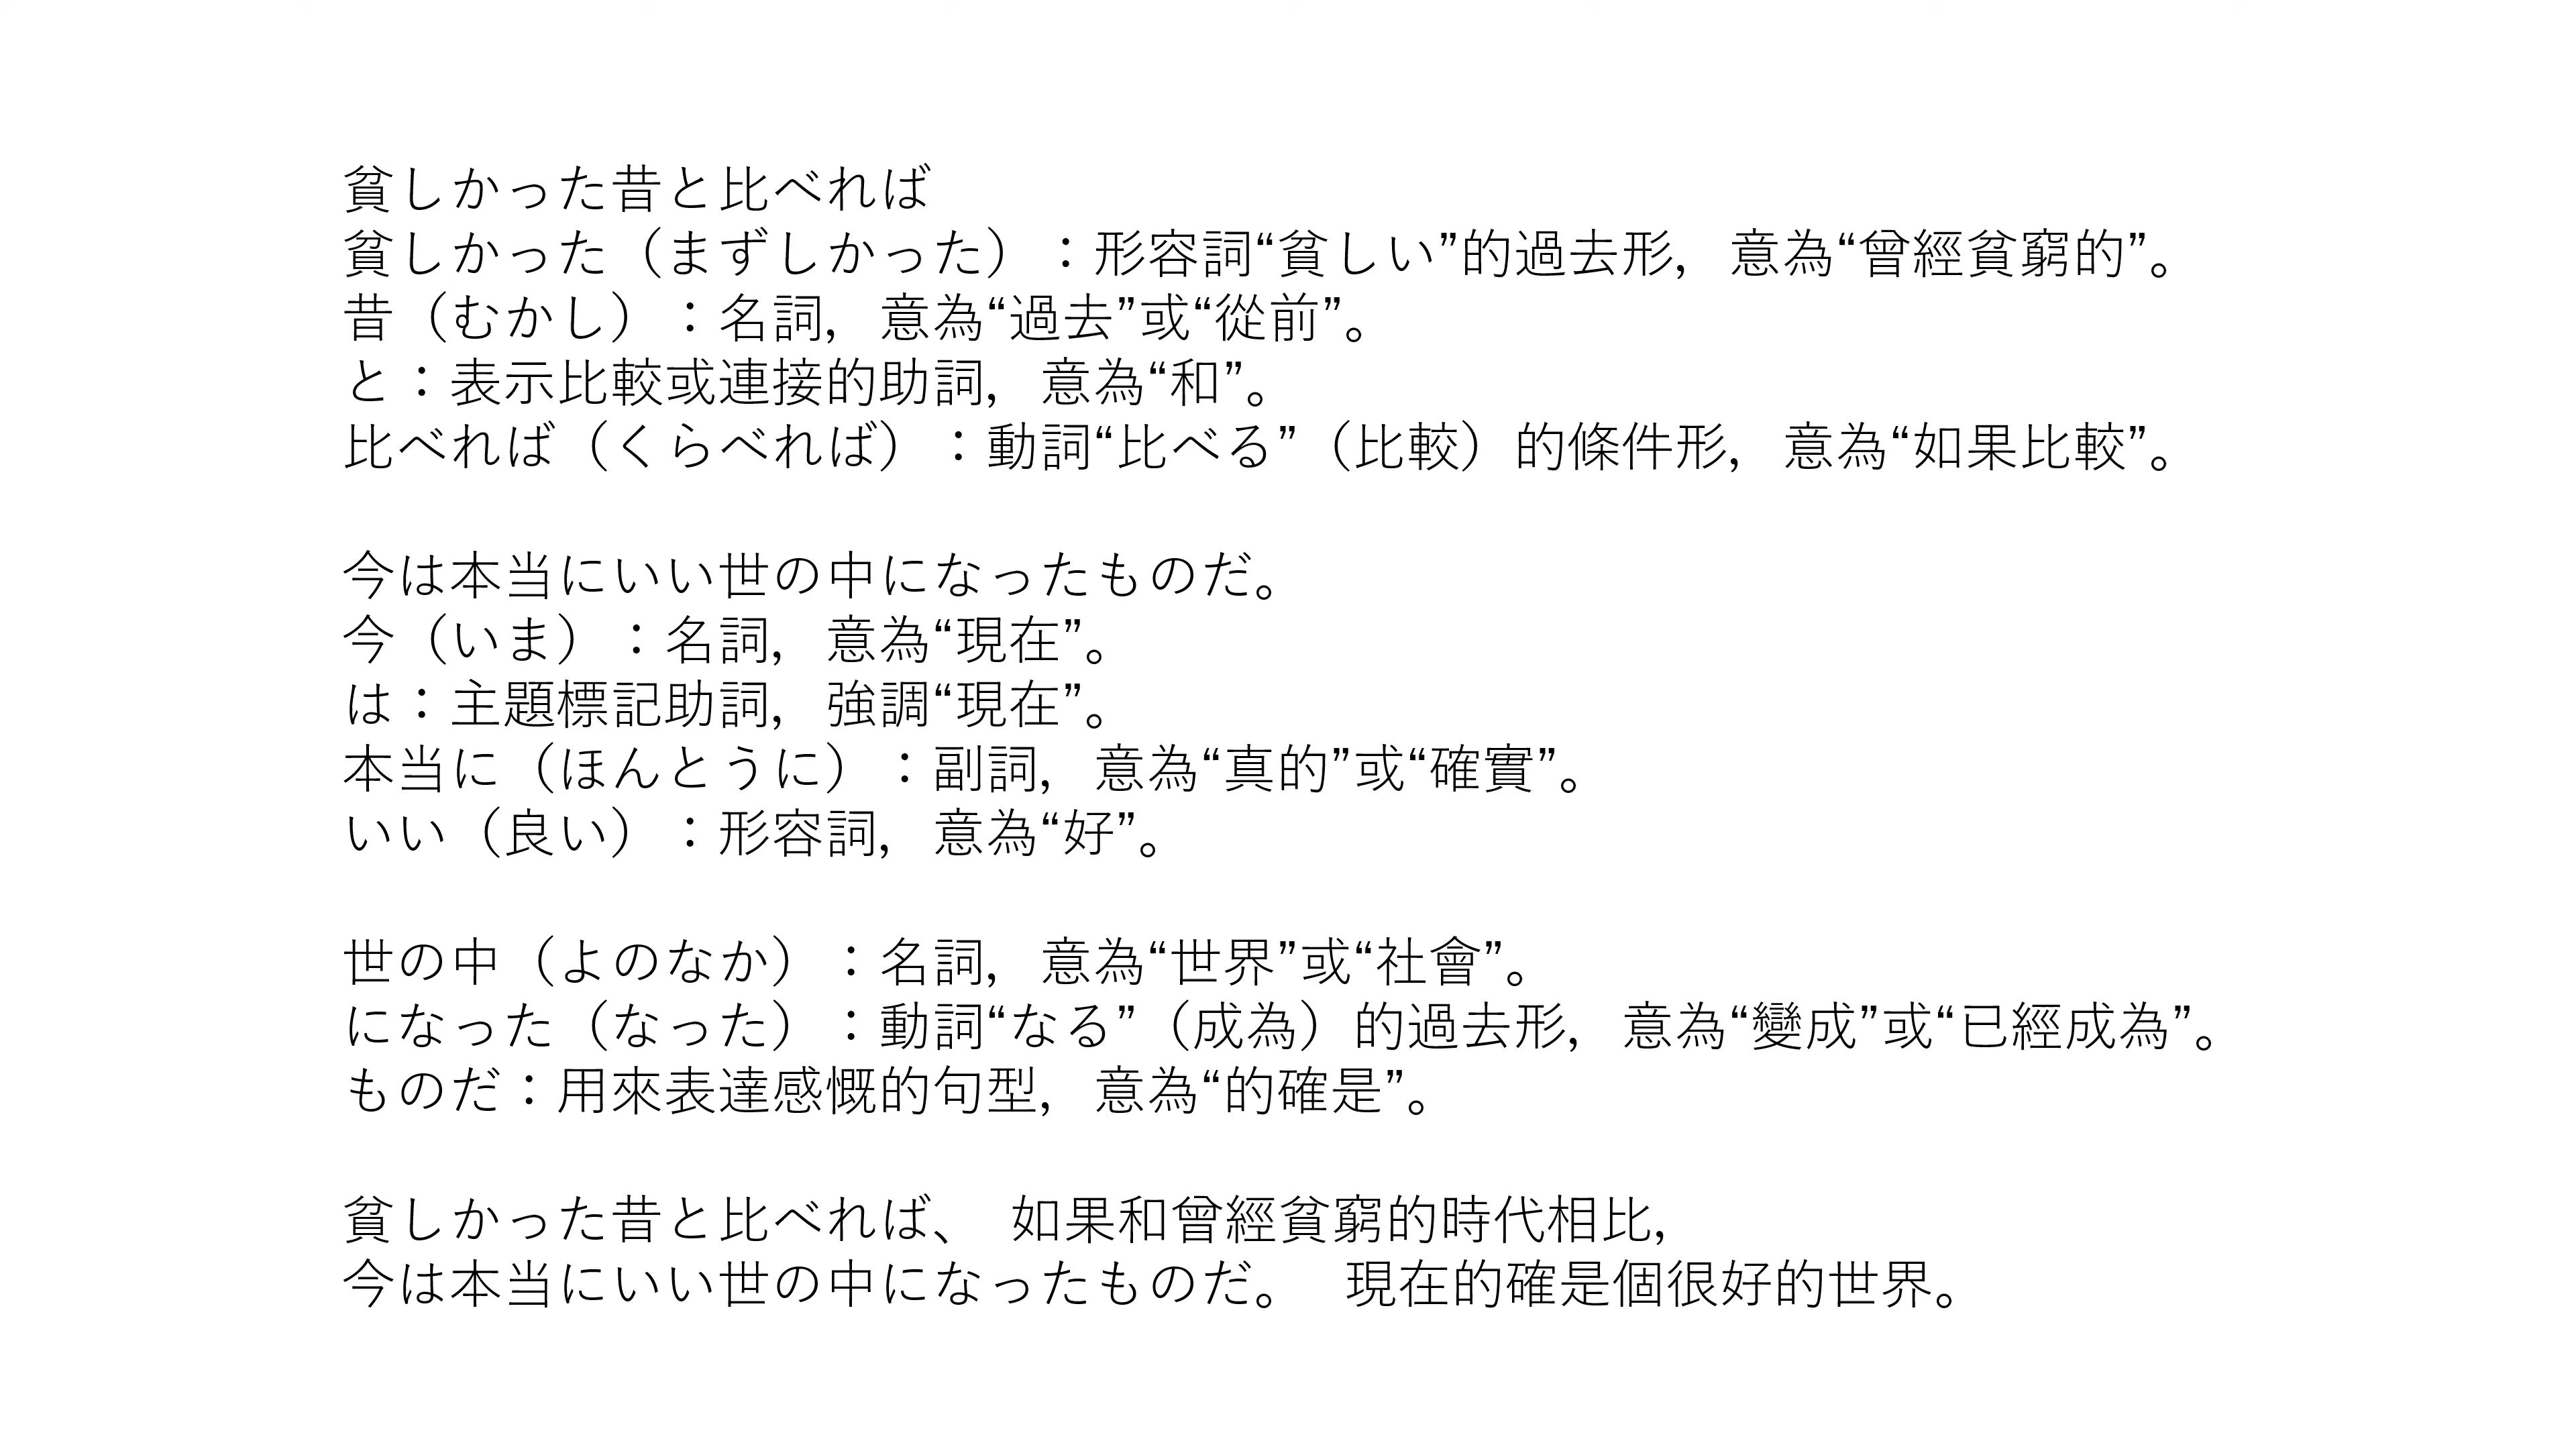 貧しかった昔と比べれば
貧しかった（まずしかった）：形容詞“貧しい”的過去形，意為“曾經貧窮的”。
昔（むかし）：名詞，意為“過去”或“從前”。
と：表示比較或連接的助詞，意為“和”。
比べれば（くらべれば）：動詞“比べる”（比較）的條件形，意為“如果比較”。
今は本当にいい世の中になったものだ。
今（いま）：名詞，意為“現在”。
は：主題標記助詞，強調“現在”。
本当に（ほんとうに）：副詞，意為“真的”或“確實”。
いい（良い）：形容詞，意為“好”。
世の中（よのなか）：名詞，意為“世界”或“社會”。
になった（なった）：動詞“なる”（成為）的過去形，意為“變成”或“已經成為”。
ものだ：用來表達感慨的句型，意為“的確是”。
貧しかった昔と比べれば、 如果和曾經貧窮的時代相比，
今は本当にいい世の中になったものだ。 現在的確是個很好的世界。